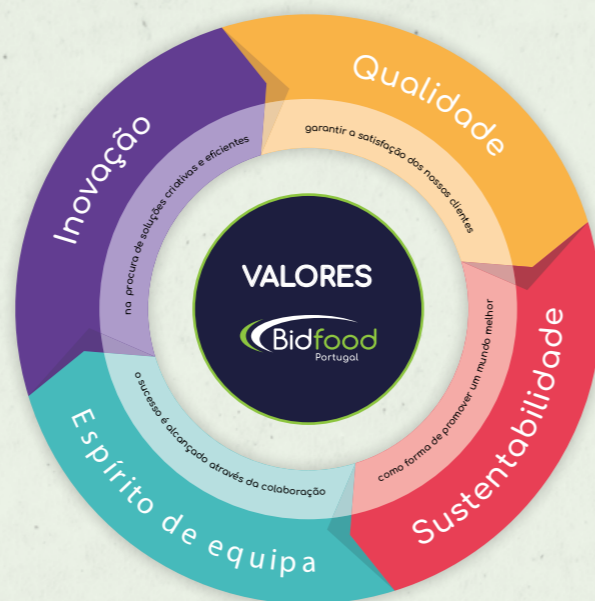 VALORES
Bidfood
Portugal
Qualidade
garantir a satisfação dos nossos clientes
Sustentabilidade
como forma de promover um mundo melhor
Espírito de equipa
o sucesso é alcançado através da colaboração
Inovação
na procura de soluções criativas e eficientes